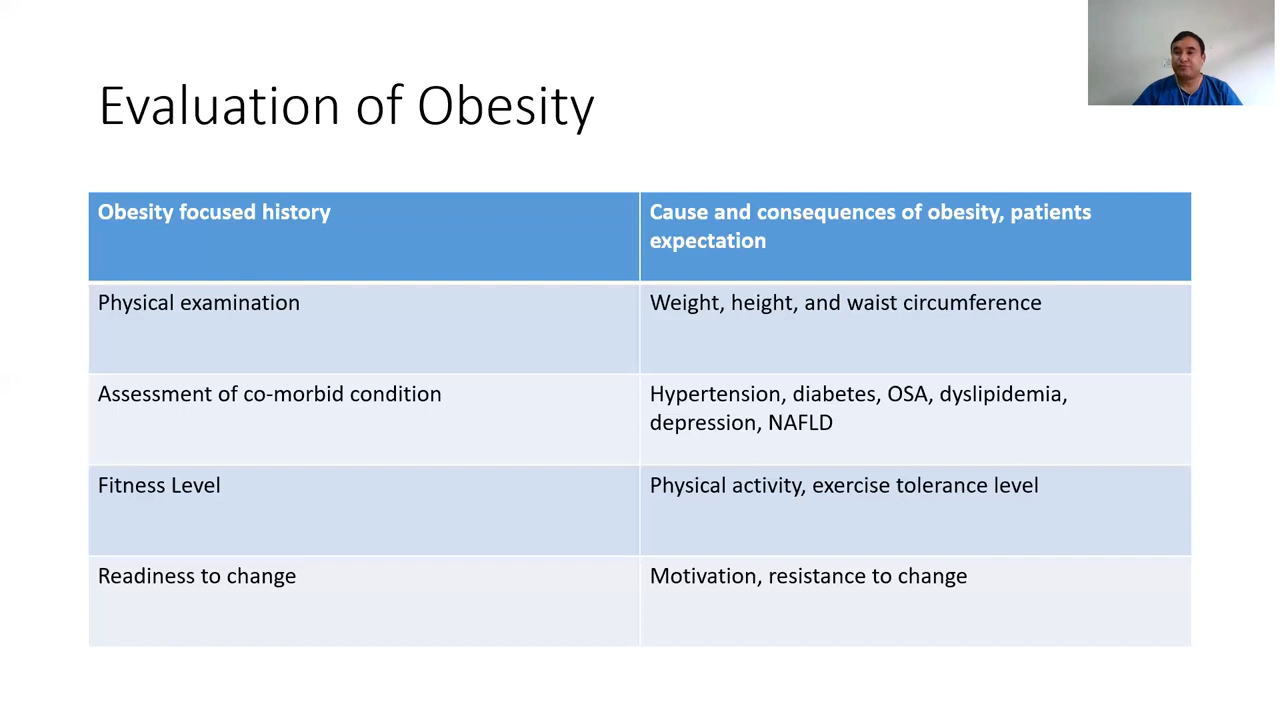 Evaluation of Obesity
Obesity focused history
Cause and consequences of obesity, patients
expectation
Physical examination
Weight, height, and waist circumference
Assessment of co-morbid condition
Hypertension, diabetes, OSA, dyslipidemia,
depression, NAFLD
Fitness Level
Physical activity, exercise tolerance level
Readiness to change
Motivation, resistance to change